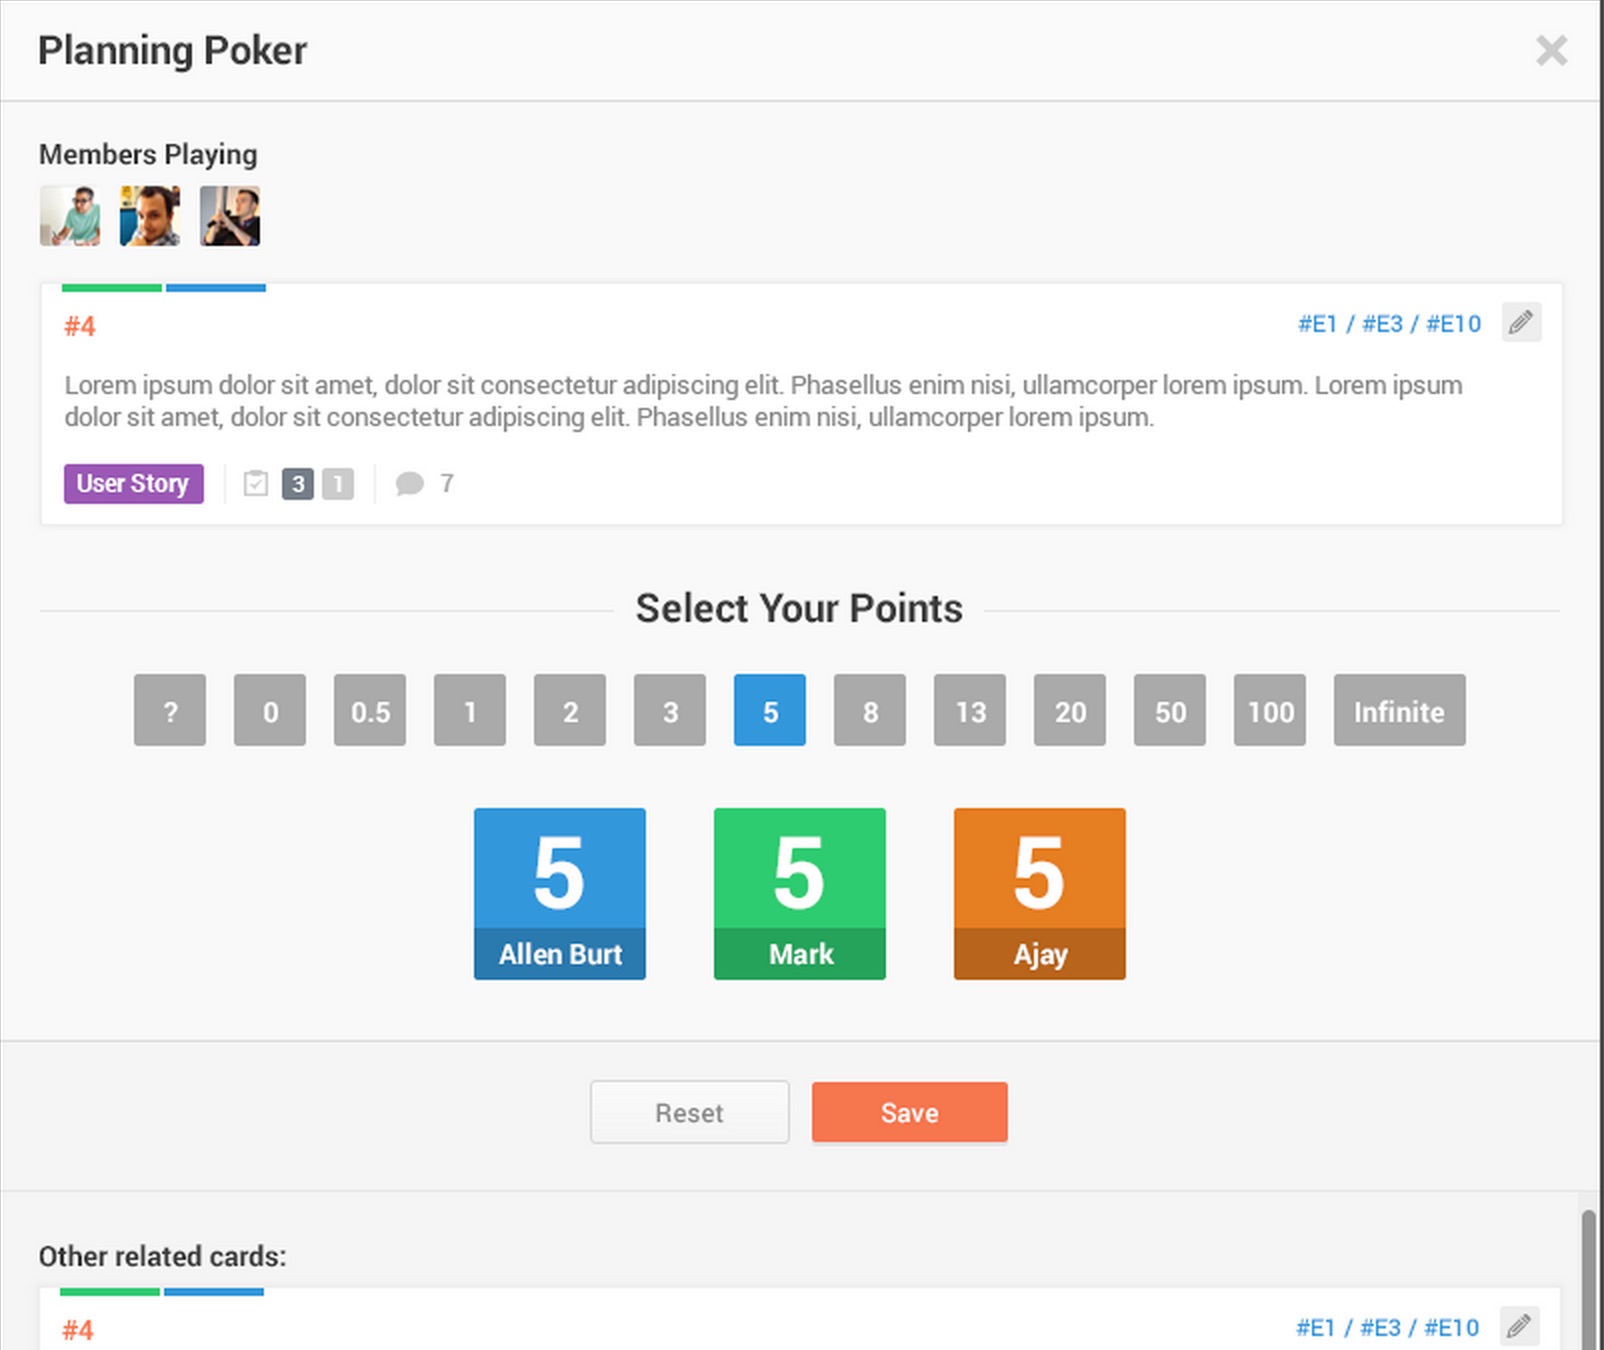 Planning Poker
Members Playing
#4
#E1 / #E3 / #E10
Lorem ipsum dolor sit amet, dolor sit consectetur adipiscing elit. Phasellus enim nisi, ullamcorper lorem ipsum. Lorem ipsum
dolor sit amet, dolor sit consectetur adipiscing elit. Phasellus enim nisi, ullamcorper lorem ipsum.
User Story 3 1 7
Select Your Points
? 0 0.5 1 2 3 5 8 13 20 50 100 Infinite
5 5 5
Allen Burt Mark Ajay
Reset Save
Other related cards:
#4
#E1 / #E3 / #E10